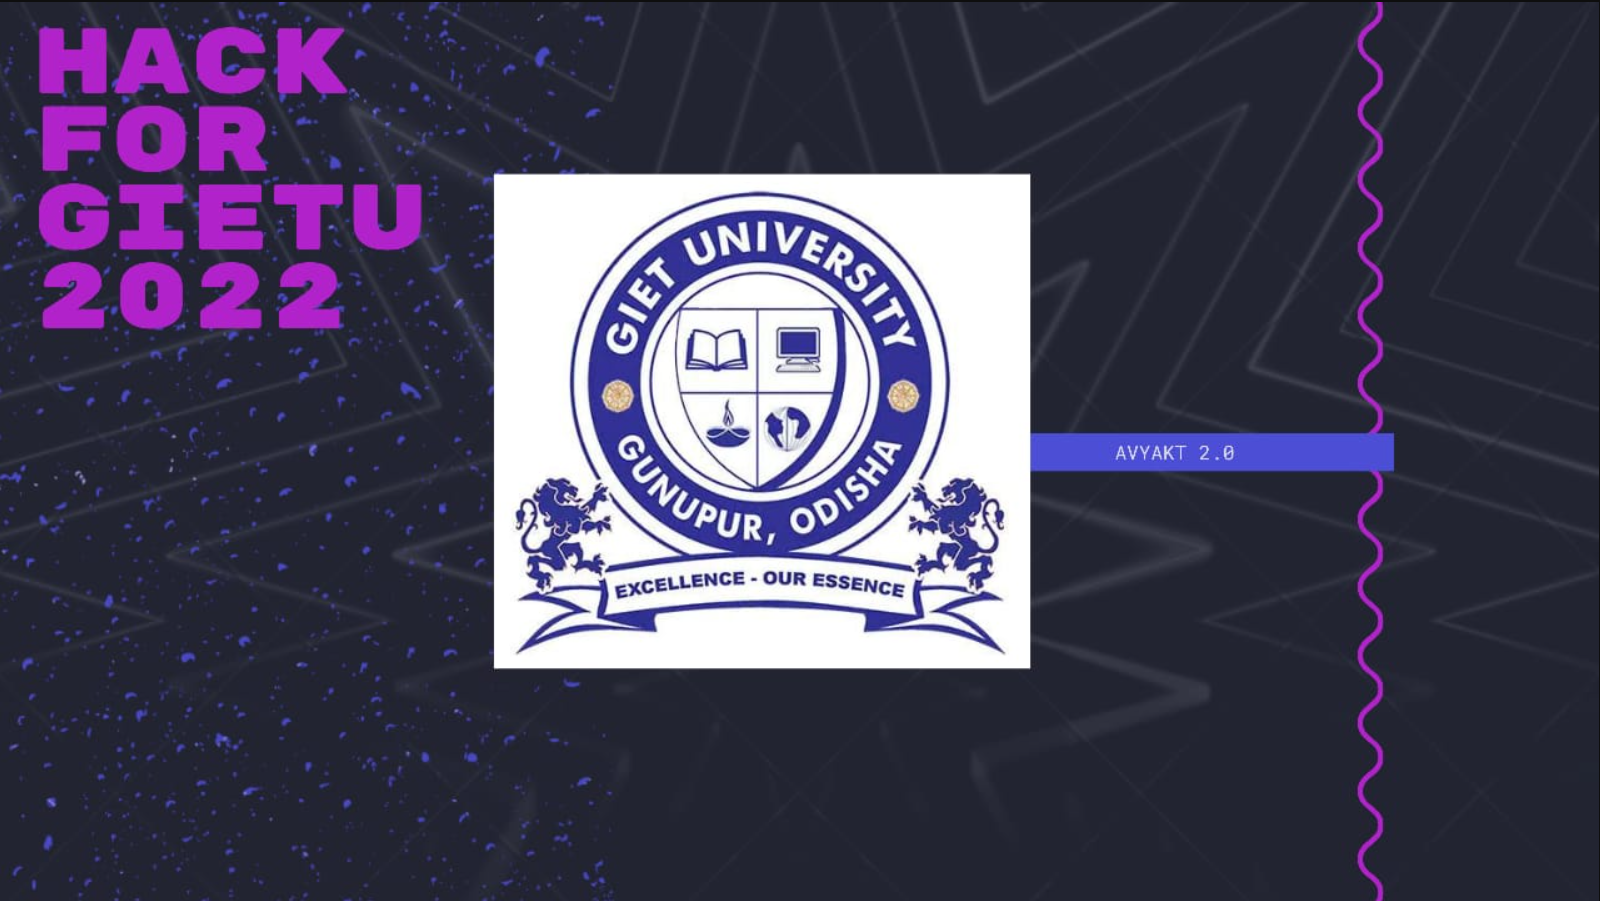 HACK
FOR
GIETU
2022
GIET UNIVERSITY
GUNUPUR, ODISHA
EXCELLENCE - OUR ESSENCE
AVYAKT 2.0